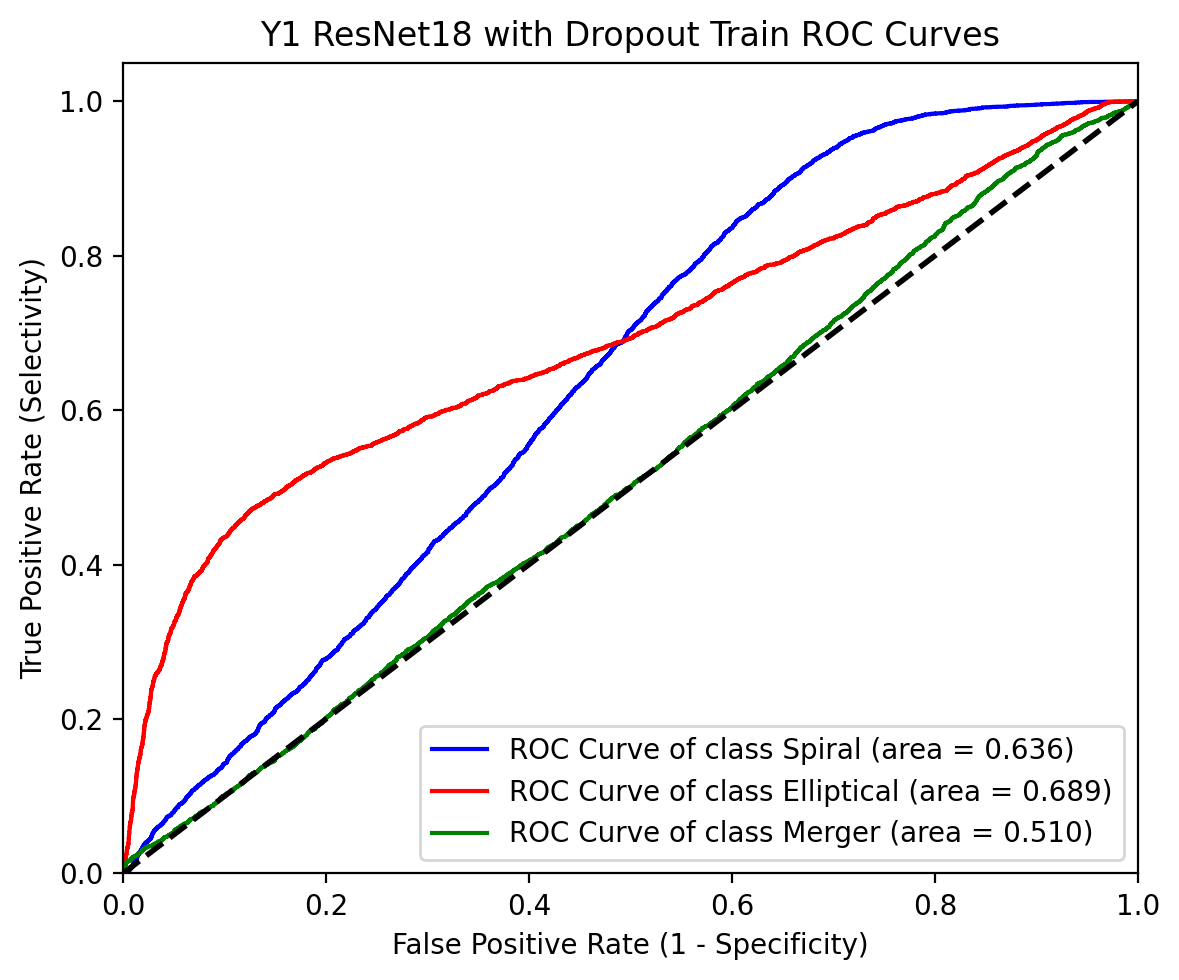 Y1 ResNet18 with Dropout Train ROC Curves
True Positive Rate (Selectivity)
1.0
0.8
0.6
0.4
0.2
0.0
ROC Curve of class Spiral (area = 0.636)
ROC Curve of class Elliptical (area = 0.689)
ROC Curve of class Merger (area = 0.510)
0.0 0.2 0.4 0.6 0.8 1.0
False Positive Rate (1 - Specificity)